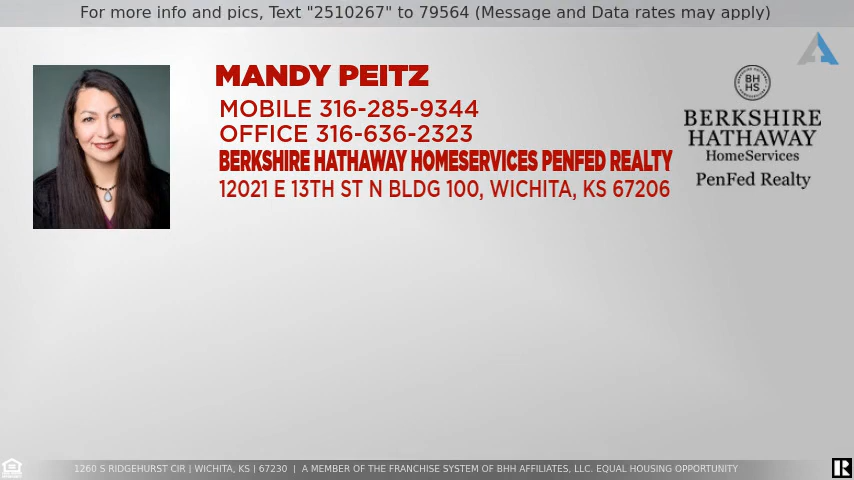 For more info and pics, Text "2510267" to 79564 (Message and Data rates may apply)
MANDY PEITZ
MOBILE 316-285-9344
OFFICE 316-636-2323
BERKSHIRE HATHAWAY HOMESERVICES PENFED REALTY
12021 E 13TH ST N BLDG 100, WICHITA, KS 67206
BH
HS
BERKSHIRE
HATHAWAY
HomeServices
PenFed Realty
1260 S RIDGEHURST CIR | WICHITA, KS | 67230 | A MEMBER OF THE FRANCHISE SYSTEM OF BHH AFFILIATES, LLC. EQUAL HOUSING OPPORTUNITY